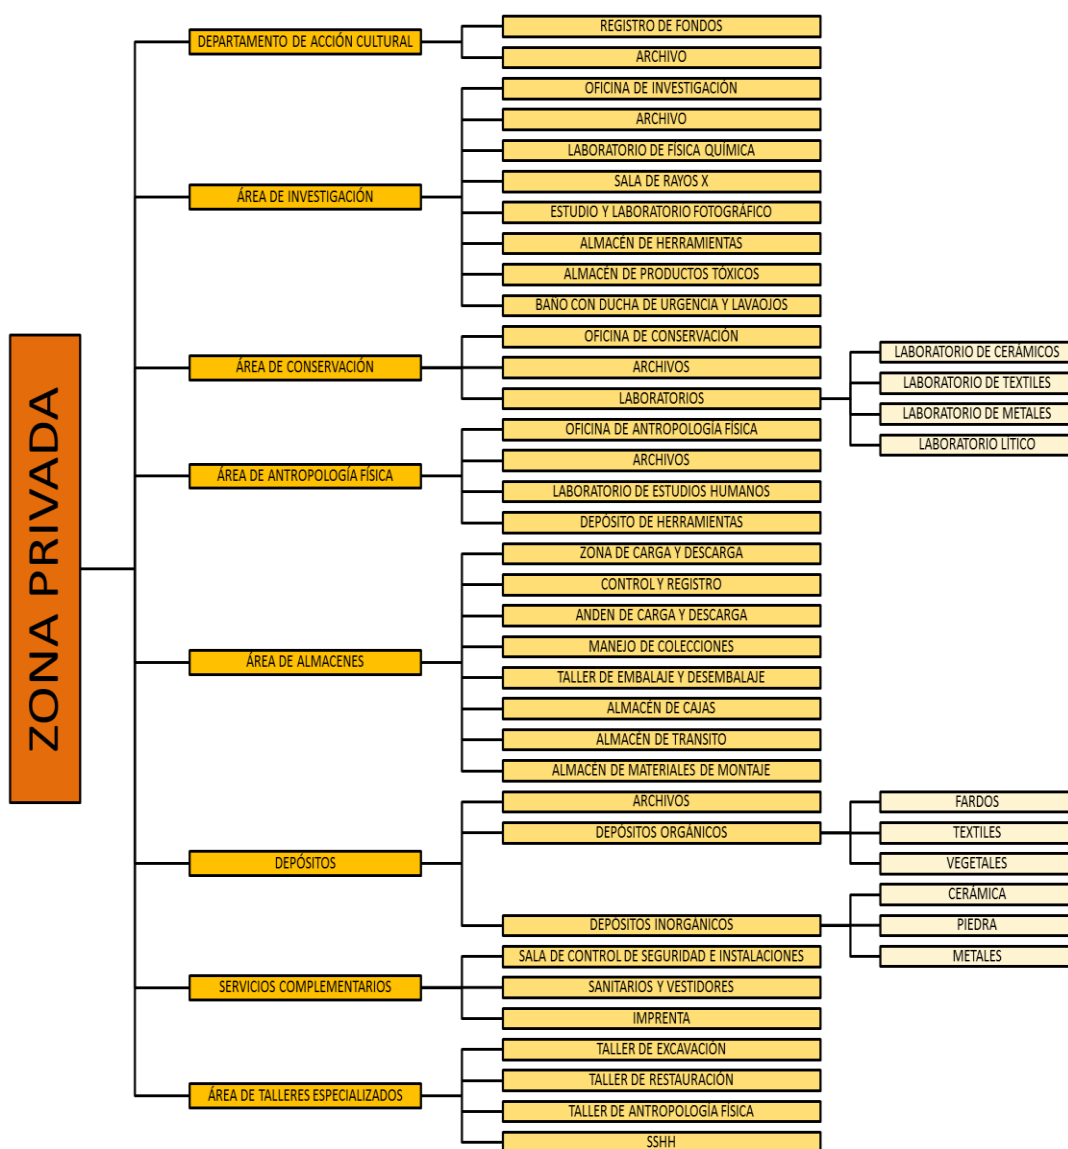 ZONA PRIVADA
DEPARTAMENTO DE ACCIÓN CULTURAL
REGISTRO DE FONDOS
ARCHIVO
ÁREA DE INVESTIGACIÓN
OFICINA DE INVESTIGACIÓN
ARCHIVO
LABORATORIO DE FÍSICA QUÍMICA
SALA DE RAYOS X
ESTUDIO Y LABORATORIO FOTOGRÁFICO
ALMACÉN DE HERRAMIENTAS
ALMACÉN DE PRODUCTOS TÓXICOS
BAÑO CON DUCHA DE URGENCIA Y LAVAOJOS
ÁREA DE CONSERVACIÓN
OFICINA DE CONSERVACIÓN
ARCHIVOS
LABORATORIOS
LABORATORIO DE CERÁMICOS
LABORATORIO DE TEXTILES
LABORATORIO DE METALES
LABORATORIO LÍTICO
ÁREA DE ANTROPOLOGÍA FÍSICA
OFICINA DE ANTROPOLOGÍA FÍSICA
ARCHIVOS
LABORATORIO DE ESTUDIOS HUMANOS
DEPÓSITO DE HERRAMIENTAS
ÁREA DE ALMACENES
ZONA DE CARGA Y DESCARGA
CONTROL Y REGISTRO
ANDEN DE CARGA Y DESCARGA
MANEJO DE COLECCIONES
TALLER DE EMBALAJE Y DESEMBALAJE
ALMACÉN DE CAJAS
ALMACÉN DE TRANSITO
ALMACÉN DE MATERIALES DE MONTAJE
DEPÓSITOS
ARCHIVOS
DEPÓSITOS ORGÁNICOS
FARDOS
TEXTILES
VEGETALES
DEPÓSITOS INORGÁNICOS
CERÁMICA
PIEDRA
METALES
SERVICIOS COMPLEMENTARIOS
SALA DE CONTROL DE SEGURIDAD E INSTALACIONES
SANITARIOS Y VESTIDORES
IMPRENTA
ÁREA DE TALLERES ESPECIALIZADOS
TALLER DE EXCAVACIÓN
TALLER DE RESTAURACIÓN
TALLER DE ANTROPOLOGÍA FÍSICA
SSHH